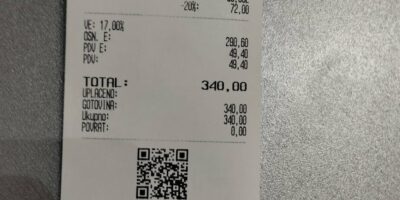 -20%: 72,00
VE: 17,00%
OSN. E: 290,60
PDV E: 49,40
PDV: 49,40
TOTAL: 340,00
UPLAĆENO:
GOTOVINA: 340,00
Ukupno: 340,00
POVRAT: 0,00